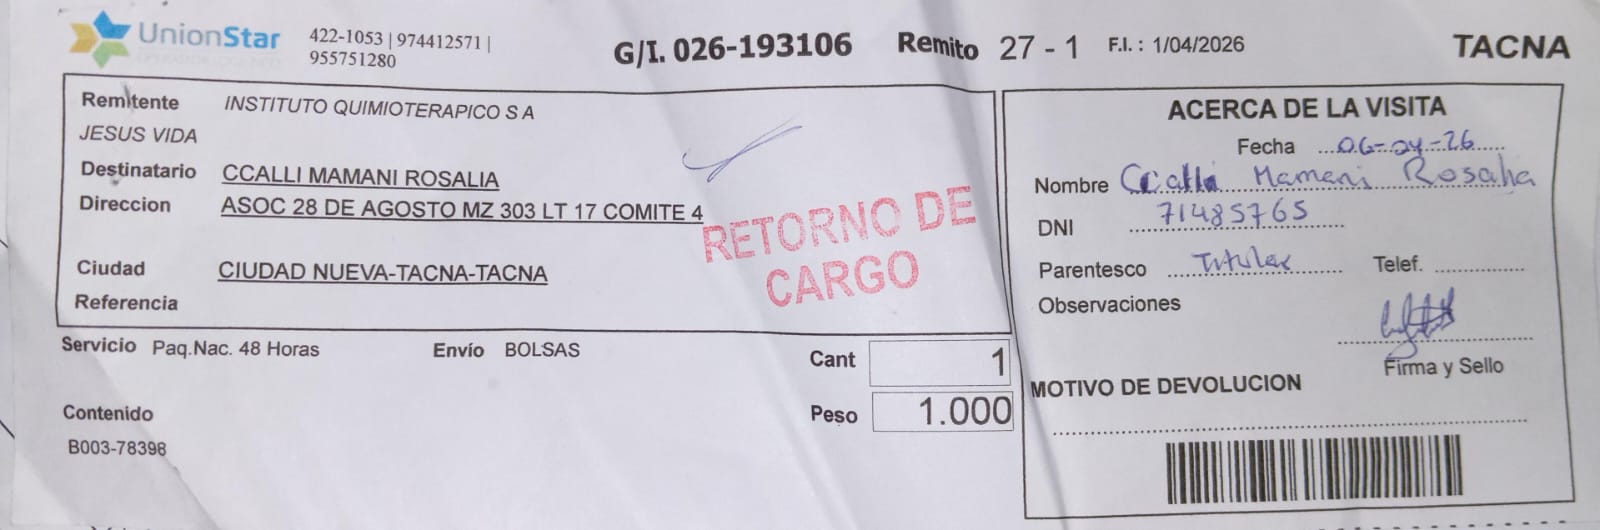 UnionStar
422-1053 | 974412571 |
955751280
G/I. 026-193106 Remito 27 - 1 F.I. : 1/04/2026 TACNA
Remitente INSTITUTO QUIMIOTERAPICO S A
JESUS VIDA
Destinatario CCALLI MAMANI ROSALIA
Direccion ASOC 28 DE AGOSTO MZ 303 LT 17 COMITE 4
Ciudad CIUDAD NUEVA-TACNA-TACNA
Referencia
RETORNO DE
CARGO
Servicio Paq.Nac. 48 Horas Envío BOLSAS
Cant 1
Peso 1.000
Contenido
B003-78398
ACERCA DE LA VISITA
Fecha 06-04-26
Nombre Ccalli Mamani Rosalia
DNI 71485765
Parentesco Titular Telef.
Observaciones
Firma y Sello
MOTIVO DE DEVOLUCION